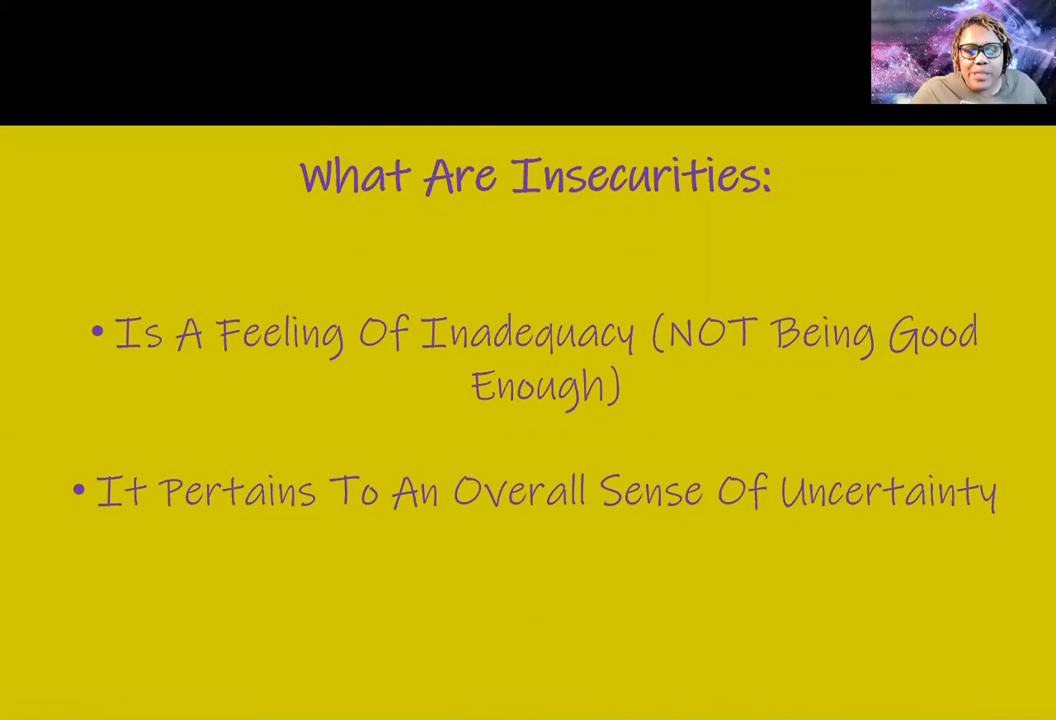 What Are Insecurities:
• Is A Feeling Of Inadequacy (NOT Being Good
Enough)
• It Pertains To An Overall Sense Of Uncertainty